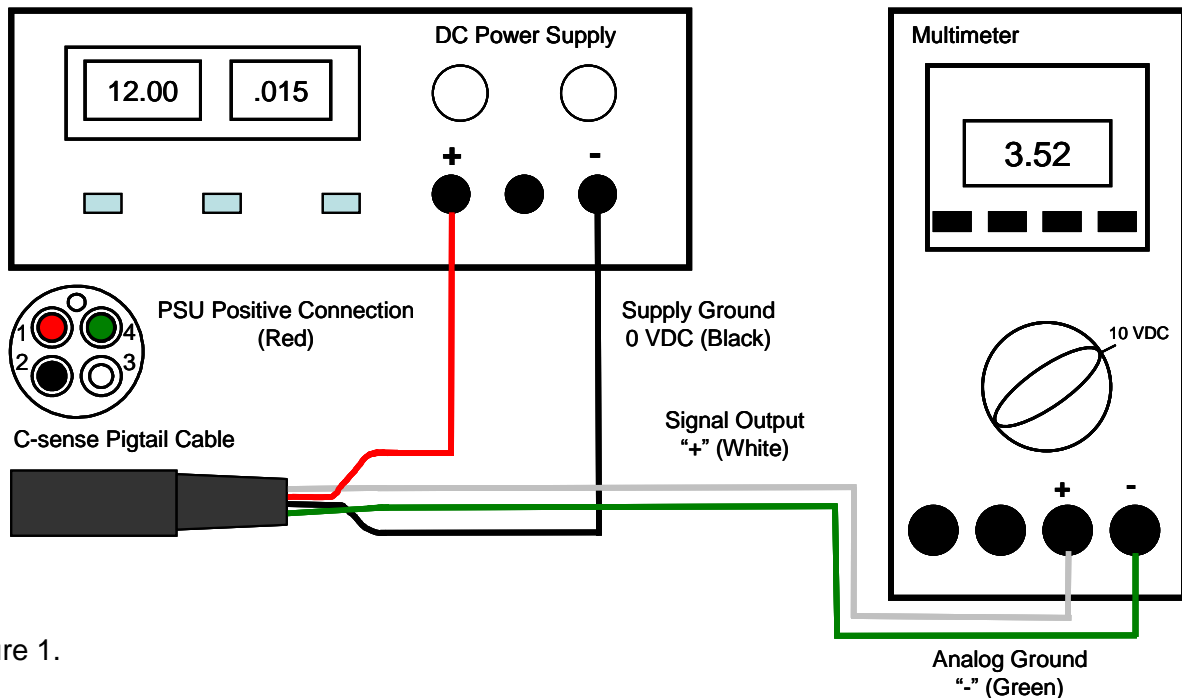 DC Power Supply
12.00
.015
+
-
Multimeter
3.52
10 VDC
+
-
1
4
2
3
PSU Positive Connection
(Red)
Supply Ground
0 VDC (Black)
C-sense Pigtail Cable
Signal Output
“+” (White)
Analog Ground
“-” (Green)
ure 1.